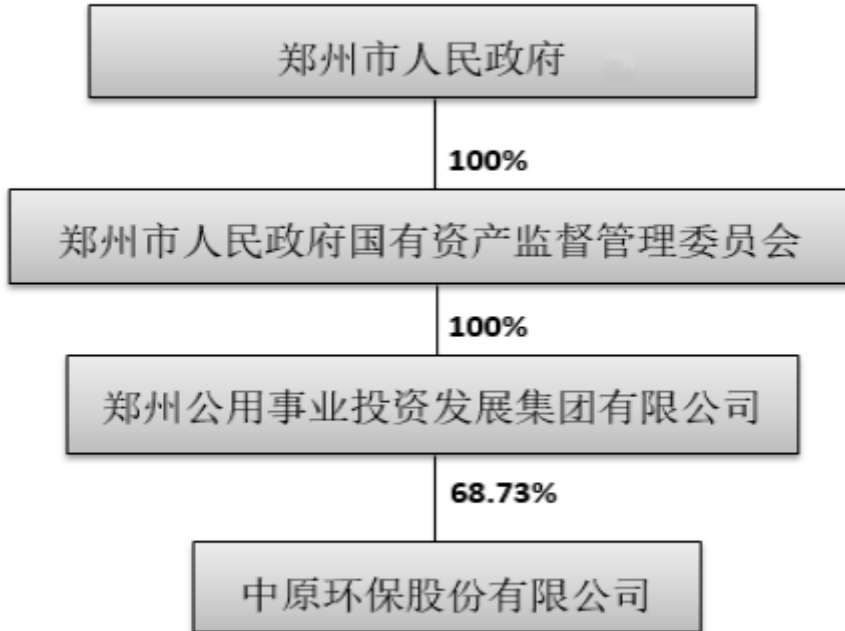 郑州市人民政府
100%
郑州市人民政府国有资产监督管理委员会
100%
郑州公用事业投资发展集团有限公司
68.73%
中原环保股份有限公司